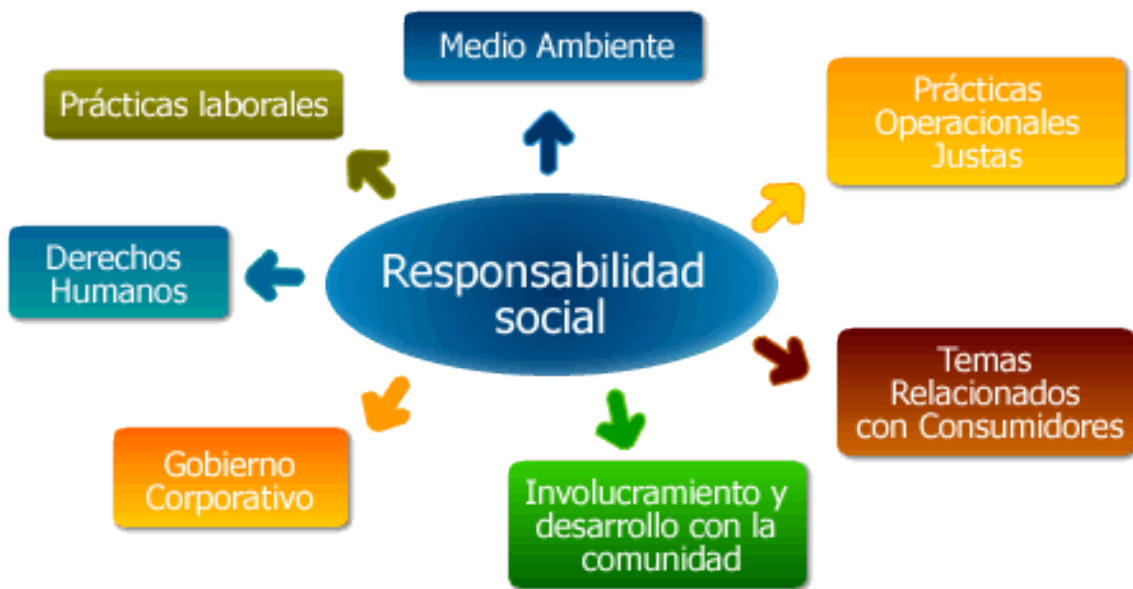 Medio Ambiente
Prácticas laborales
Prácticas
Operacionales
Justas
Derechos
Humanos
Responsabilidad
social
Temas
Relacionados
con Consumidores
Gobierno
Corporativo
Involucramiento y
desarrollo con la
comunidad